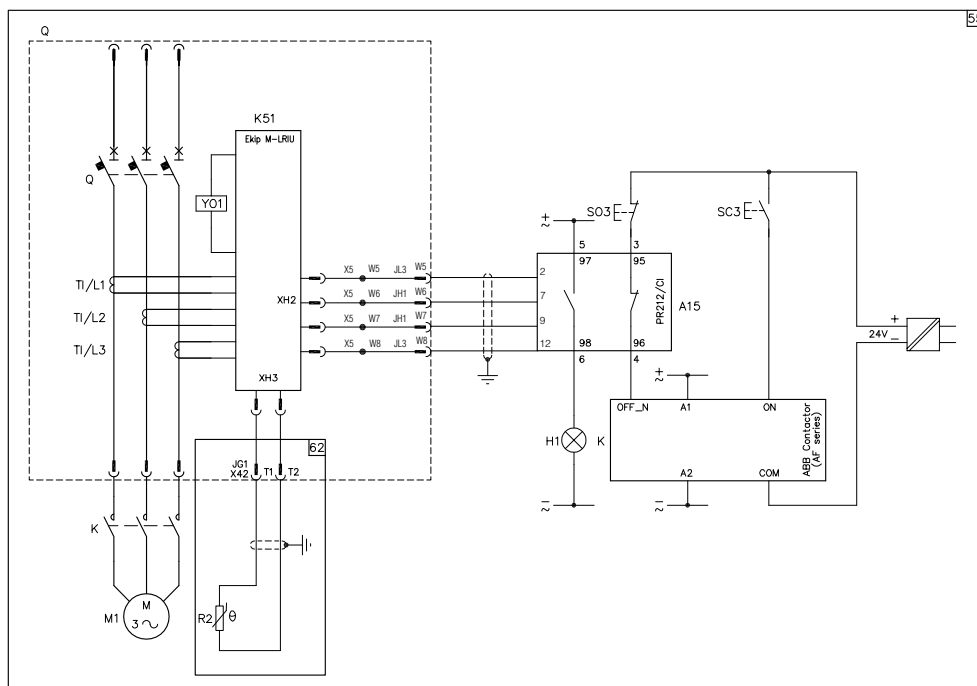 55
Q
K51
Ekip M-LRIU
Q
YO1
SO3
SC3
+
~
5
3
97
95
X5 W5 JL3 W5
2
TI/L1
X5 W6 JH1 W6
7
XH2
PR212/CI
A15
TI/L2
X5 W7 JH1 W7
9
+
24V
−
TI/L3
X5 W8 JL3 W8
12
98
96
6
4
XH3
+
~
OFF_N
A1
ON
62
H1
K
ABB Contactor
(AF series)
JG1
X42
T1
T2
A2
COM
−
~
−
~
K
M1
M
3 ~
R2
θ